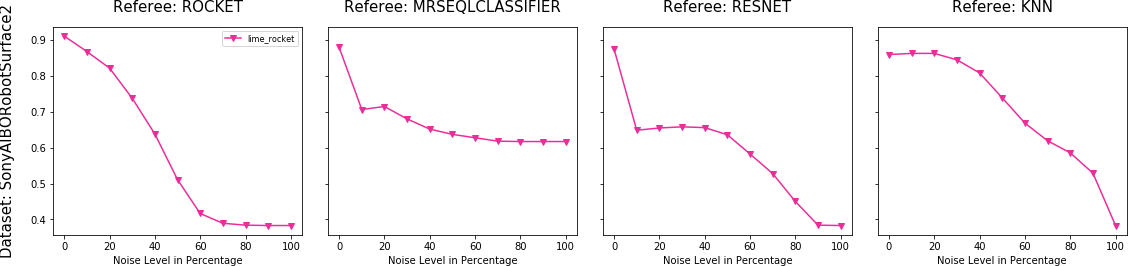 Dataset: SonyAIBORobotSurface2
Referee: ROCKET
0.9
0.8
0.7
0.6
0.5
0.4
lime_rocket
0 20 40 60 80 100
Noise Level in Percentage
Referee: MRSEQLCLASSIFIER
0 20 40 60 80 100
Noise Level in Percentage
Referee: RESNET
0 20 40 60 80 100
Noise Level in Percentage
Referee: KNN
0 20 40 60 80 100
Noise Level in Percentage